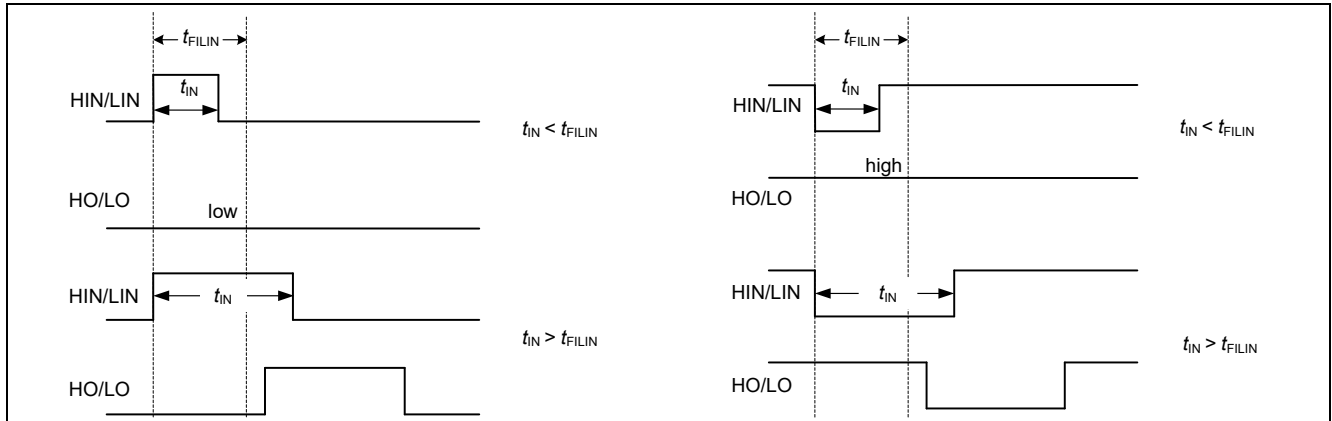 tFILIN
HIN/LIN
tIN
tIN < tFILIN
HO/LO
low
HIN/LIN
tIN
tIN > tFILIN
HO/LO
tFILIN
HIN/LIN
tIN
tIN < tFILIN
high
HO/LO
HIN/LIN
tIN
tIN > tFILIN
HO/LO